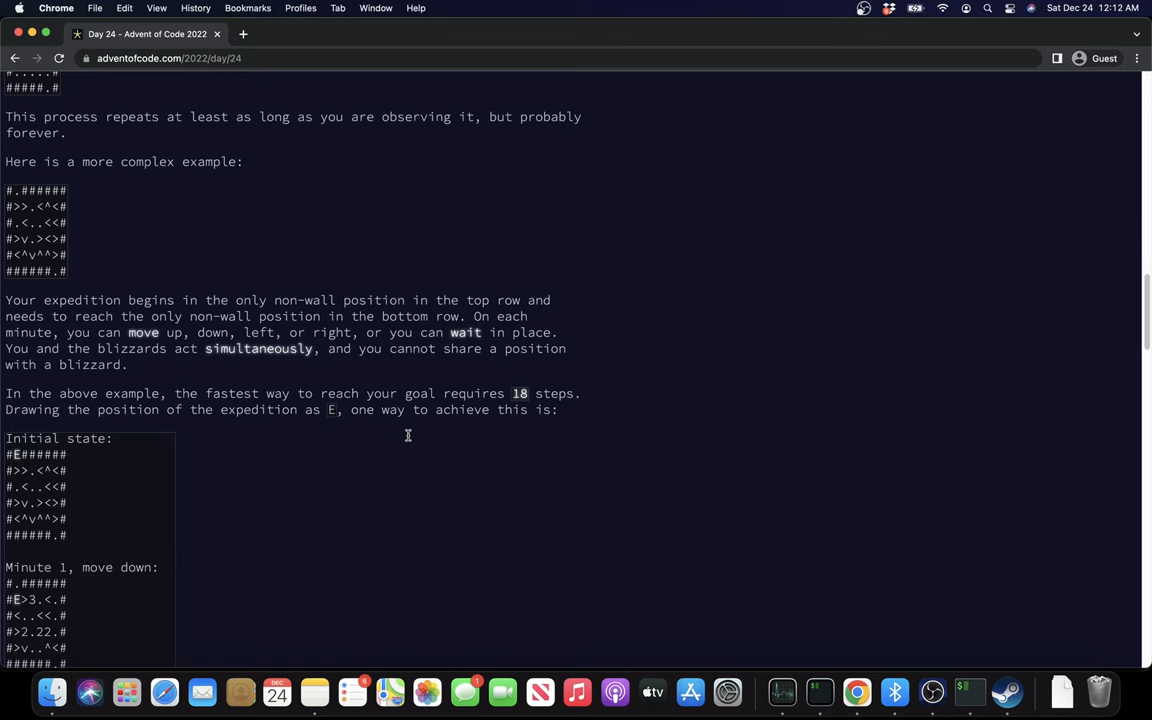 Chrome File Edit View History Bookmarks Profiles Tab Window Help Sat Dec 24 12:12 AM
Day 24 - Advent of Code 2022
adventofcode.com/2022/day/24 Guest
#.....#
#####.#
This process repeats at least as long as you are observing it, but probably
forever.
Here is a more complex example:
#.######
#>>.<^<#
#.<..<<#
#>v.><>#
#<^v^^>#
######.#
Your expedition begins in the only non-wall position in the top row and
needs to reach the only non-wall position in the bottom row. On each
minute, you can move up, down, left, or right, or you can wait in place.
You and the blizzards act simultaneously, and you cannot share a position
with a blizzard.
In the above example, the fastest way to reach your goal requires 18 steps.
Drawing the position of the expedition as E, one way to achieve this is:
Initial state:
#E######
#>>.<^<#
#.<..<<#
#>v.><>#
#<^v^^>#
######.#
Minute 1, move down:
#.######
#E>3.<.#
#<..<<.#
#>2.22.#
#>v..^<#
######.#
DEC
24
6
1
tv
$
$